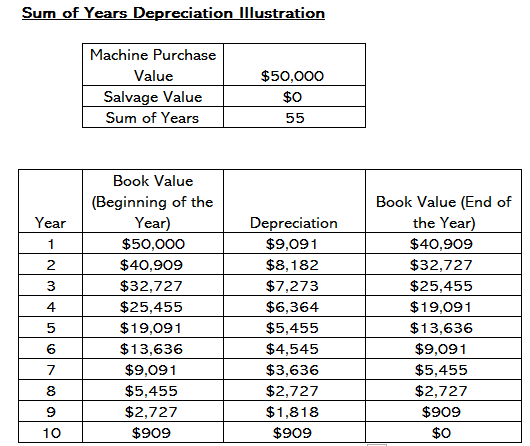 Sum of Years Depreciation Illustration
Machine Purchase
Value $50,000
Salvage Value $0
Sum of Years 55
Book Value
(Beginning of the Book Value (End of
Year Year) Depreciation the Year)
1 $50,000 $9,091 $40,909
2 $40,909 $8,182 $32,727
3 $32,727 $7,273 $25,455
4 $25,455 $6,364 $19,091
5 $19,091 $5,455 $13,636
6 $13,636 $4,545 $9,091
7 $9,091 $3,636 $5,455
8 $5,455 $2,727 $2,727
9 $2,727 $1,818 $909
10 $909 $909 $0